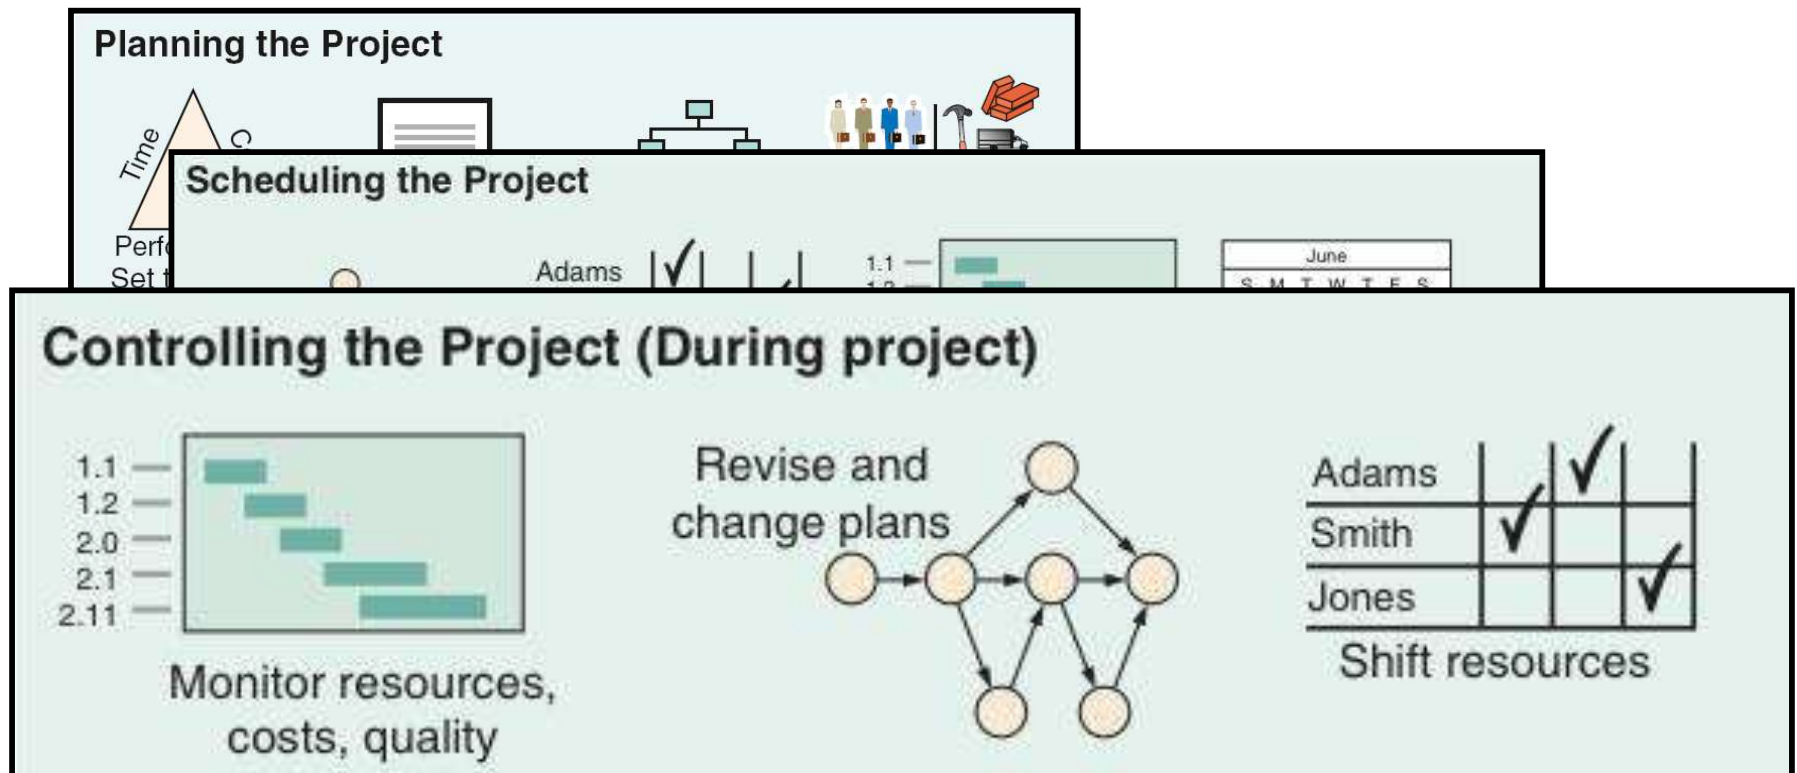 Planning the Project
Time
Set
Scheduling the Project
Adams
1.1
June
S M T W T F S
Controlling the Project (During project)
1.1
1.2
2.0
2.1
2.11
Monitor resources,
costs, quality
Revise and
change plans
Adams
Smith
Jones
Shift resources